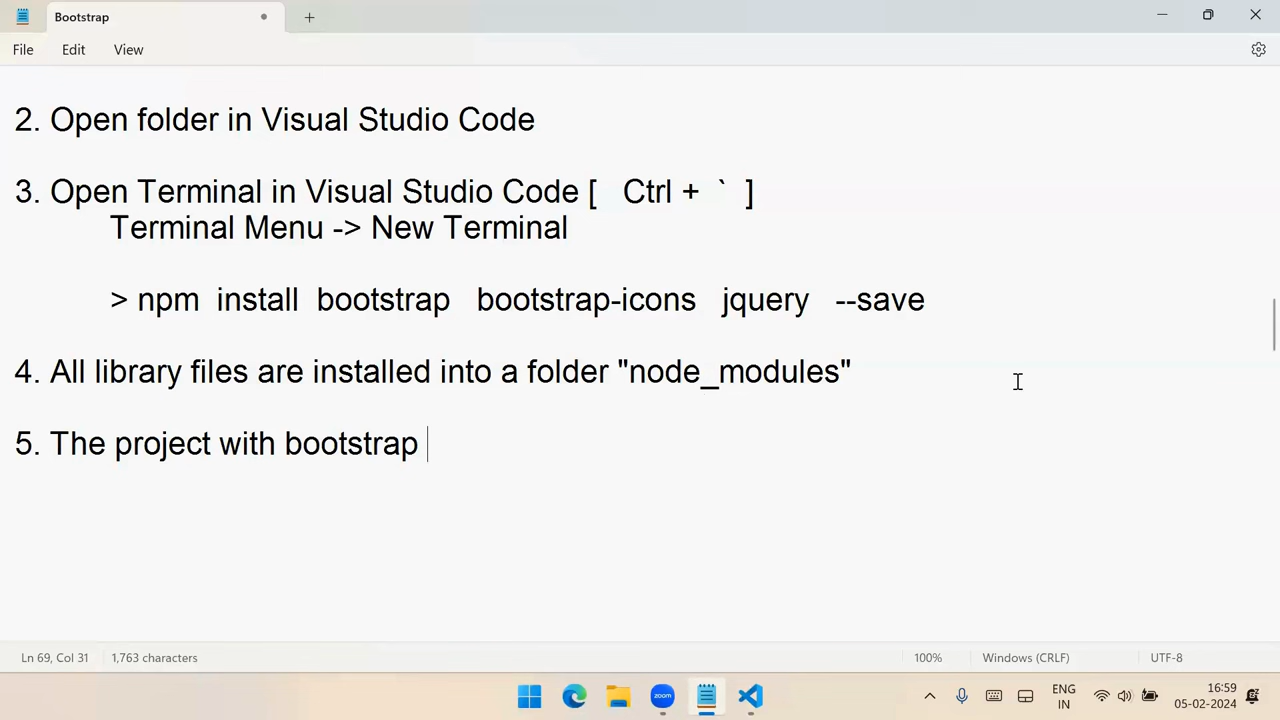 Bootstrap
File Edit View
2. Open folder in Visual Studio Code
3. Open Terminal in Visual Studio Code [ Ctrl + ` ]
Terminal Menu -> New Terminal
> npm install bootstrap bootstrap-icons jquery --save
4. All library files are installed into a folder "node_modules"
5. The project with bootstrap
Ln 69, Col 31 1,763 characters 100% Windows (CRLF) UTF-8
zoom
ENG
IN
16:59
05-02-2024